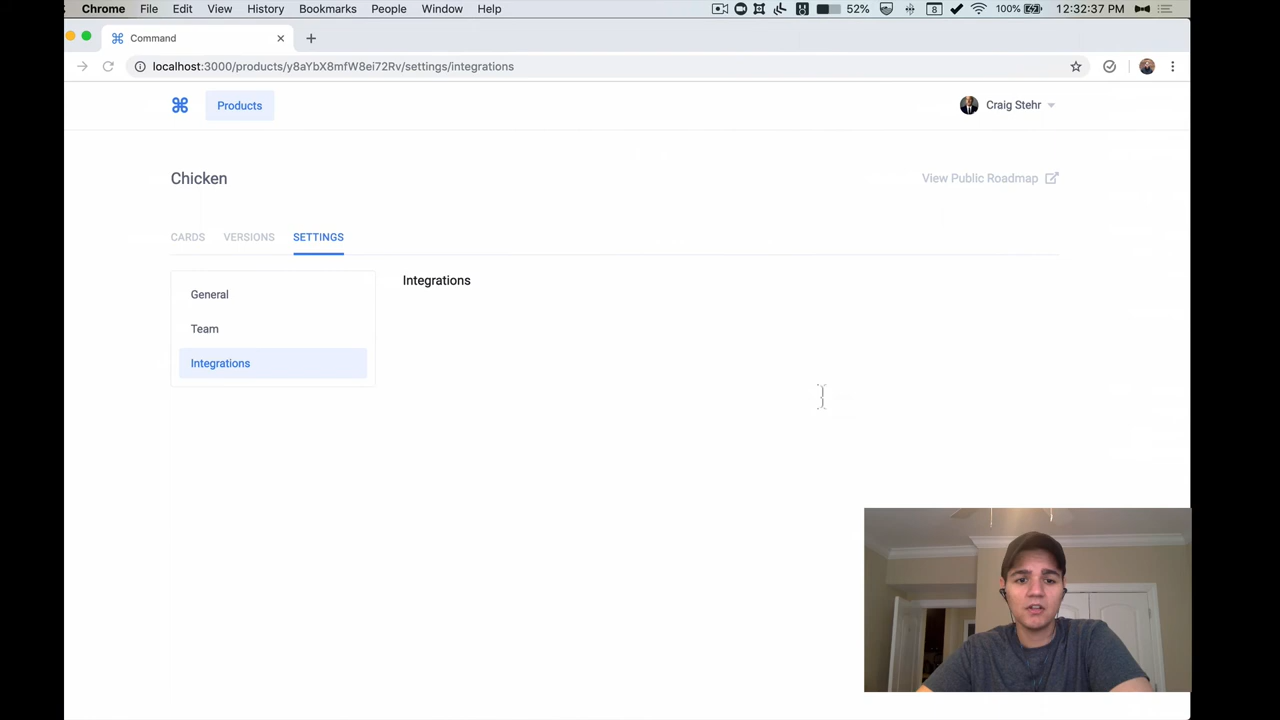 Chrome File Edit View History Bookmarks People Window Help 8 52% 100% 12:32:37 PM
Command
localhost:3000/products/y8aYbX8mfW8ei72Rv/settings/integrations
Products
Craig Stehr
Chicken
View Public Roadmap
CARDS VERSIONS SETTINGS
Integrations
General
Team
Integrations